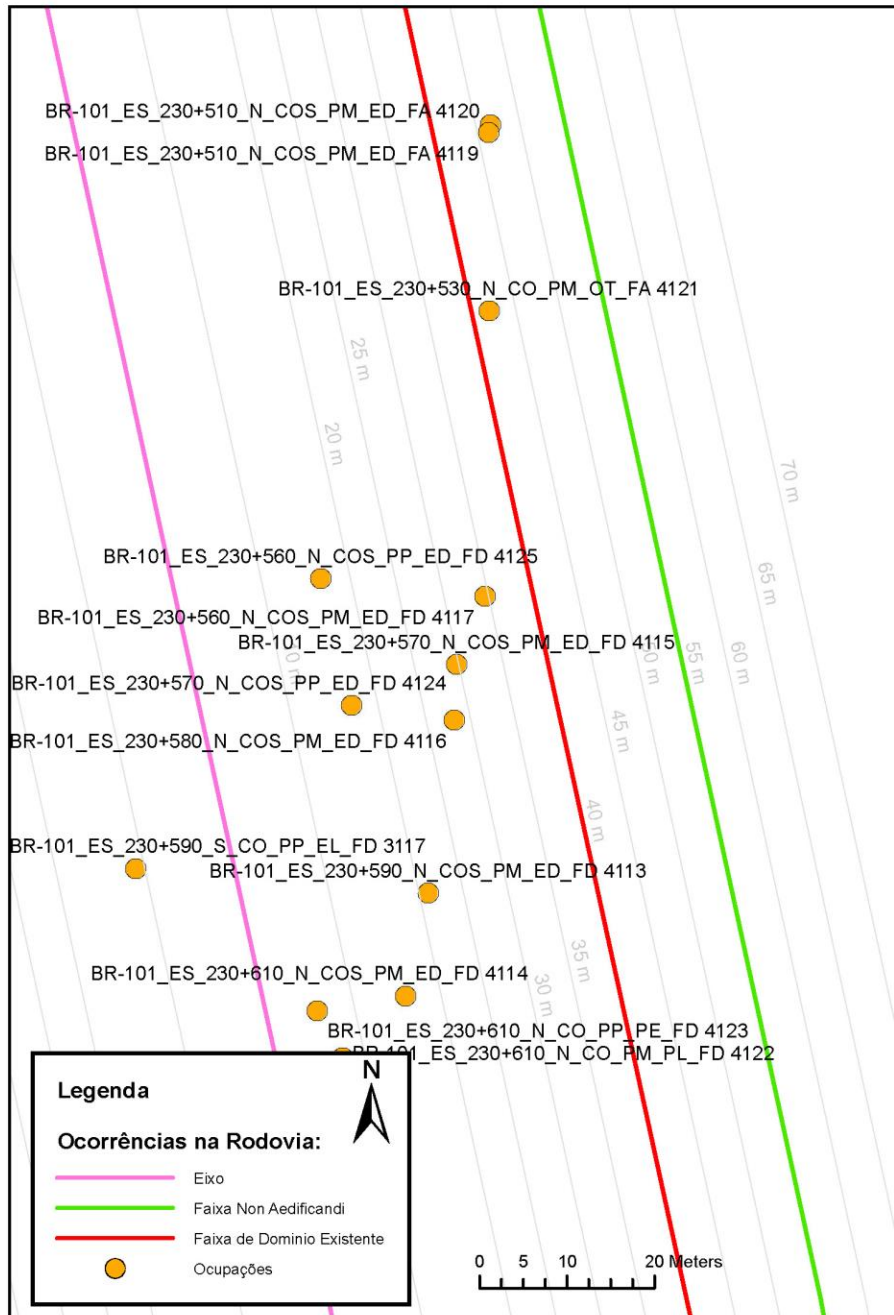 BR-101_ES_230+510_N_COS_PM_ED_FA 4120
BR-101_ES_230+510_N_COS_PM_ED_FA 4119
BR-101_ES_230+530_N_CO_PM_OT_FA 4121
25 m
20 m
70 m
BR-101_ES_230+560_N_COS_PP_ED_FD 4125
65 m
BR-101_ES_230+560_N_COS_PM_ED_FD 4117
BR-101_ES_230+570_N_COS_PM_ED_FD 4115
50 m
55 m
60 m
BR-101_ES_230+570_N_COS_PP_ED_FD 4124
45 m
BR-101_ES_230+580_N_COS_PM_ED_FD 4116
40 m
BR-101_ES_230+590_S_CO_PP_EL_FD 3117
BR-101_ES_230+590_N_COS_PM_ED_FD 4113
35 m
BR-101_ES_230+610_N_COS_PM_ED_FD 4114
30 m
BR-101_ES_230+610_N_CO_PP_PE_FD 4123
BR-101_ES_230+610_N_CO_PM_PL_FD 4122
N
Legenda
Ocorrências na Rodovia:
Eixo
Faixa Non Aedificandi
Faixa de Dominio Existente
Ocupações
0 5 10 20 Meters